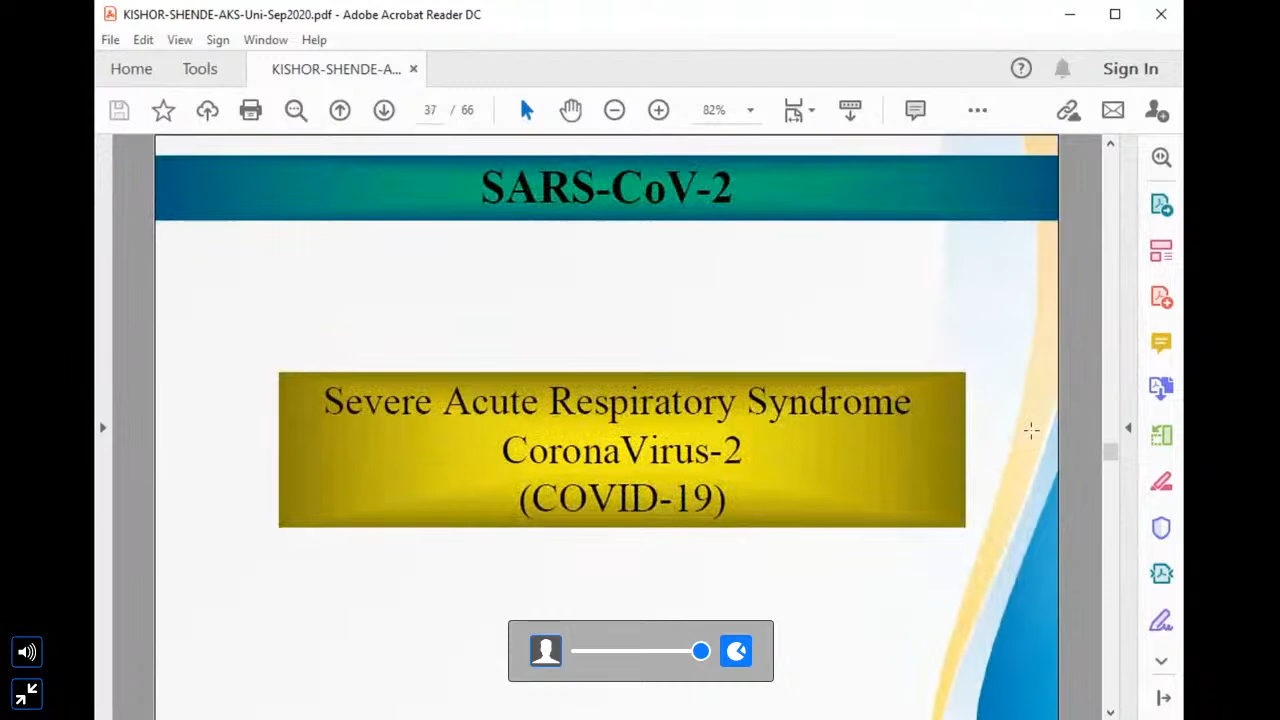 KISHOR-SHENDE-AKS-Uni-Sep2020.pdf - Adobe Acrobat Reader DC
File Edit View Sign Window Help
Home Tools KISHOR-SHENDE-A... × Sign In
37 / 66 82%
SARS-CoV-2
Severe Acute Respiratory Syndrome
CoronaVirus-2
(COVID-19)